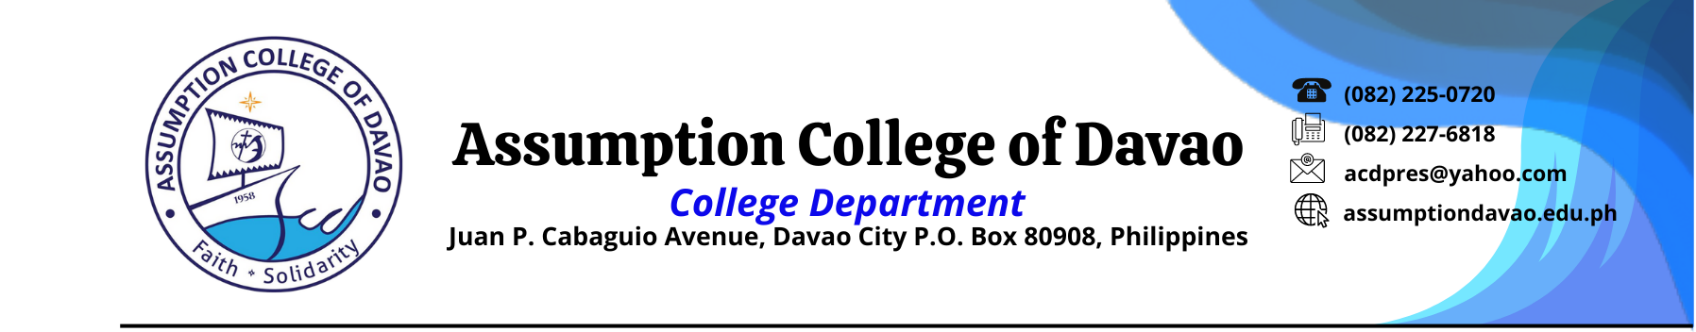 ASSUMPTION COLLEGE OF DAVAO
1958
Faith Solidarity
Assumption College of Davao
College Department
Juan P. Cabaguio Avenue, Davao City P.O. Box 80908, Philippines
(082) 225-0720
(082) 227-6818
acdpres@yahoo.com
assumptiondavao.edu.ph